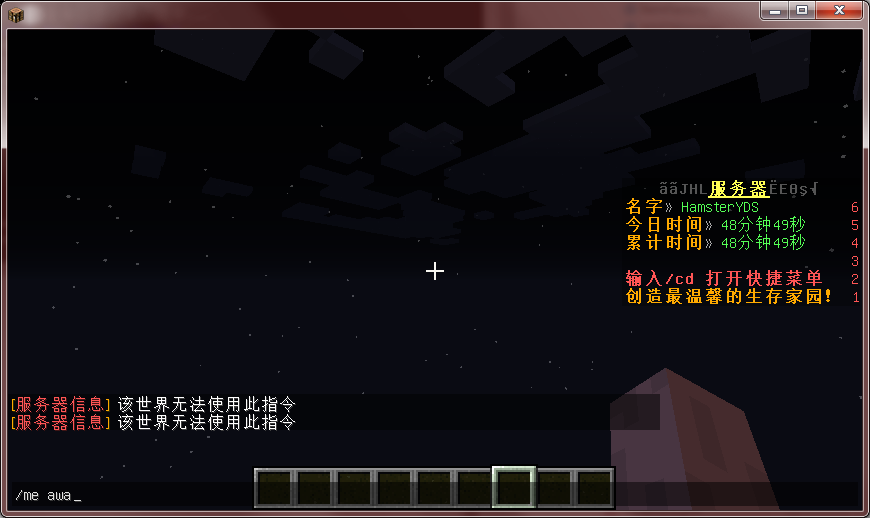 服务器
名字» HamsterYDS 6
今日时间» 48分钟49秒 5
累计时间» 48分钟49秒 4
3
输入/cd 打开快捷菜单 2
创造最温馨的生存家园! 1
[服务器信息] 该世界无法使用此指令
[服务器信息] 该世界无法使用此指令
/me awa_